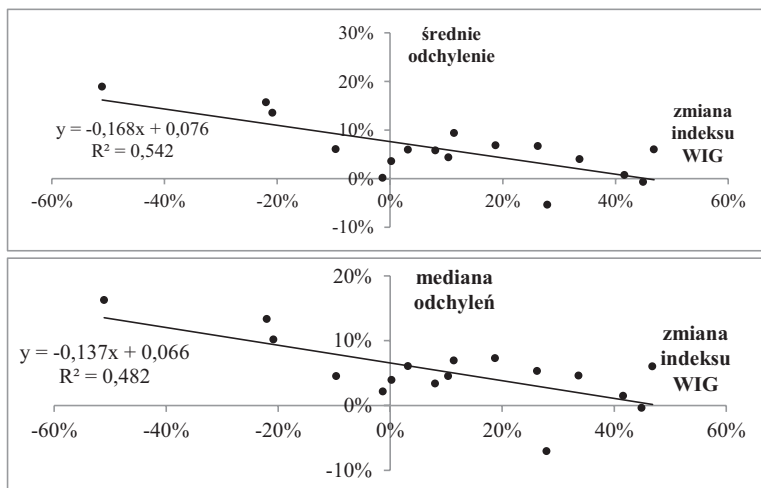 30%
średnie
odchylenie
20%
zmiana
indeksu
WIG
y = -0,168x + 0,076
R² = 0,542
10%
0%
-60% -40% -20% 0% 20% 40% 60%
-10%
20%
mediana
odchyleń
y = -0,137x + 0,066
R² = 0,482
zmiana
indeksu
WIG
10%
0%
-60% -40% -20% 0% 20% 40% 60%
-10%